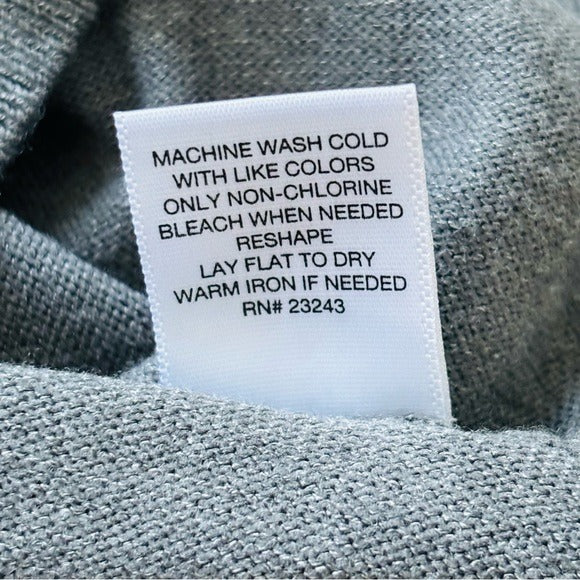 MACHINE WASH COLD
WITH LIKE COLORS
ONLY NON-CHLORINE
BLEACH WHEN NEEDED
RESHAPE
LAY FLAT TO DRY
WARM IRON IF NEEDED
RN# 23243